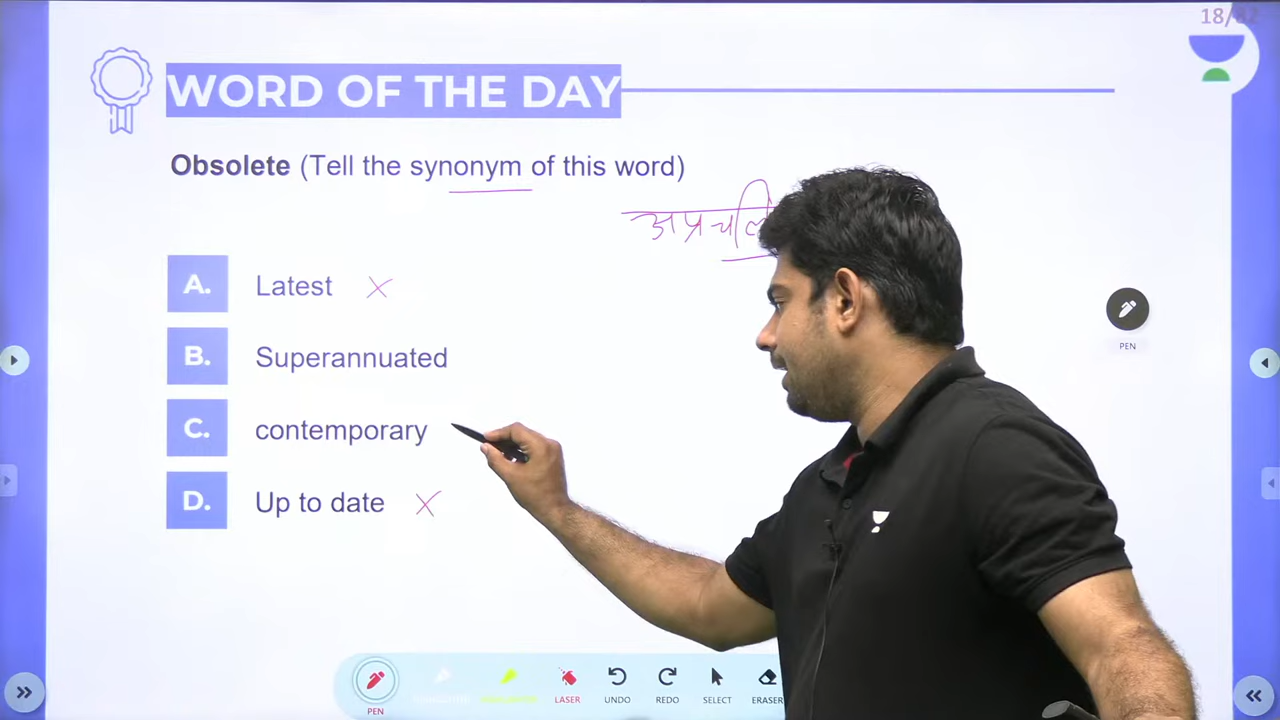 18/82
WORD OF THE DAY
Obsolete (Tell the synonym of this word)
A. Latest X
B. Superannuated
C. contemporary
D. Up to date X
PEN
PEN
LASER
UNDO
REDO
SELECT
ERASER